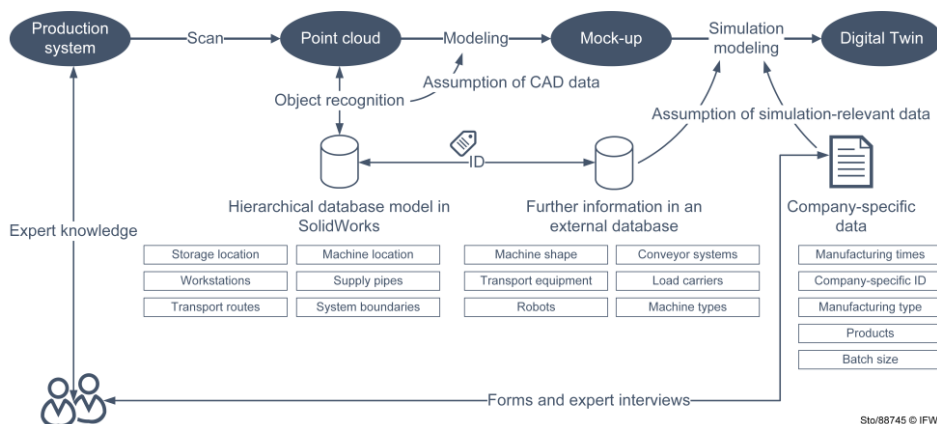 Production
system
Scan
Point cloud
Modeling
Mock-up
Simulation
modeling
Digital Twin
Object recognition
Assumption of CAD data
Assumption of simulation-relevant data
ID
Hierarchical database model in
SolidWorks
Further information in an
external database
Company-specific
data
Expert knowledge
Storage location
Machine location
Workstations
Supply pipes
Transport routes
System boundaries
Machine shape
Conveyor systems
Transport equipment
Load carriers
Robots
Machine types
Manufacturing times
Company-specific ID
Manufacturing type
Products
Batch size
Forms and expert interviews
Sto/88745 © IFW